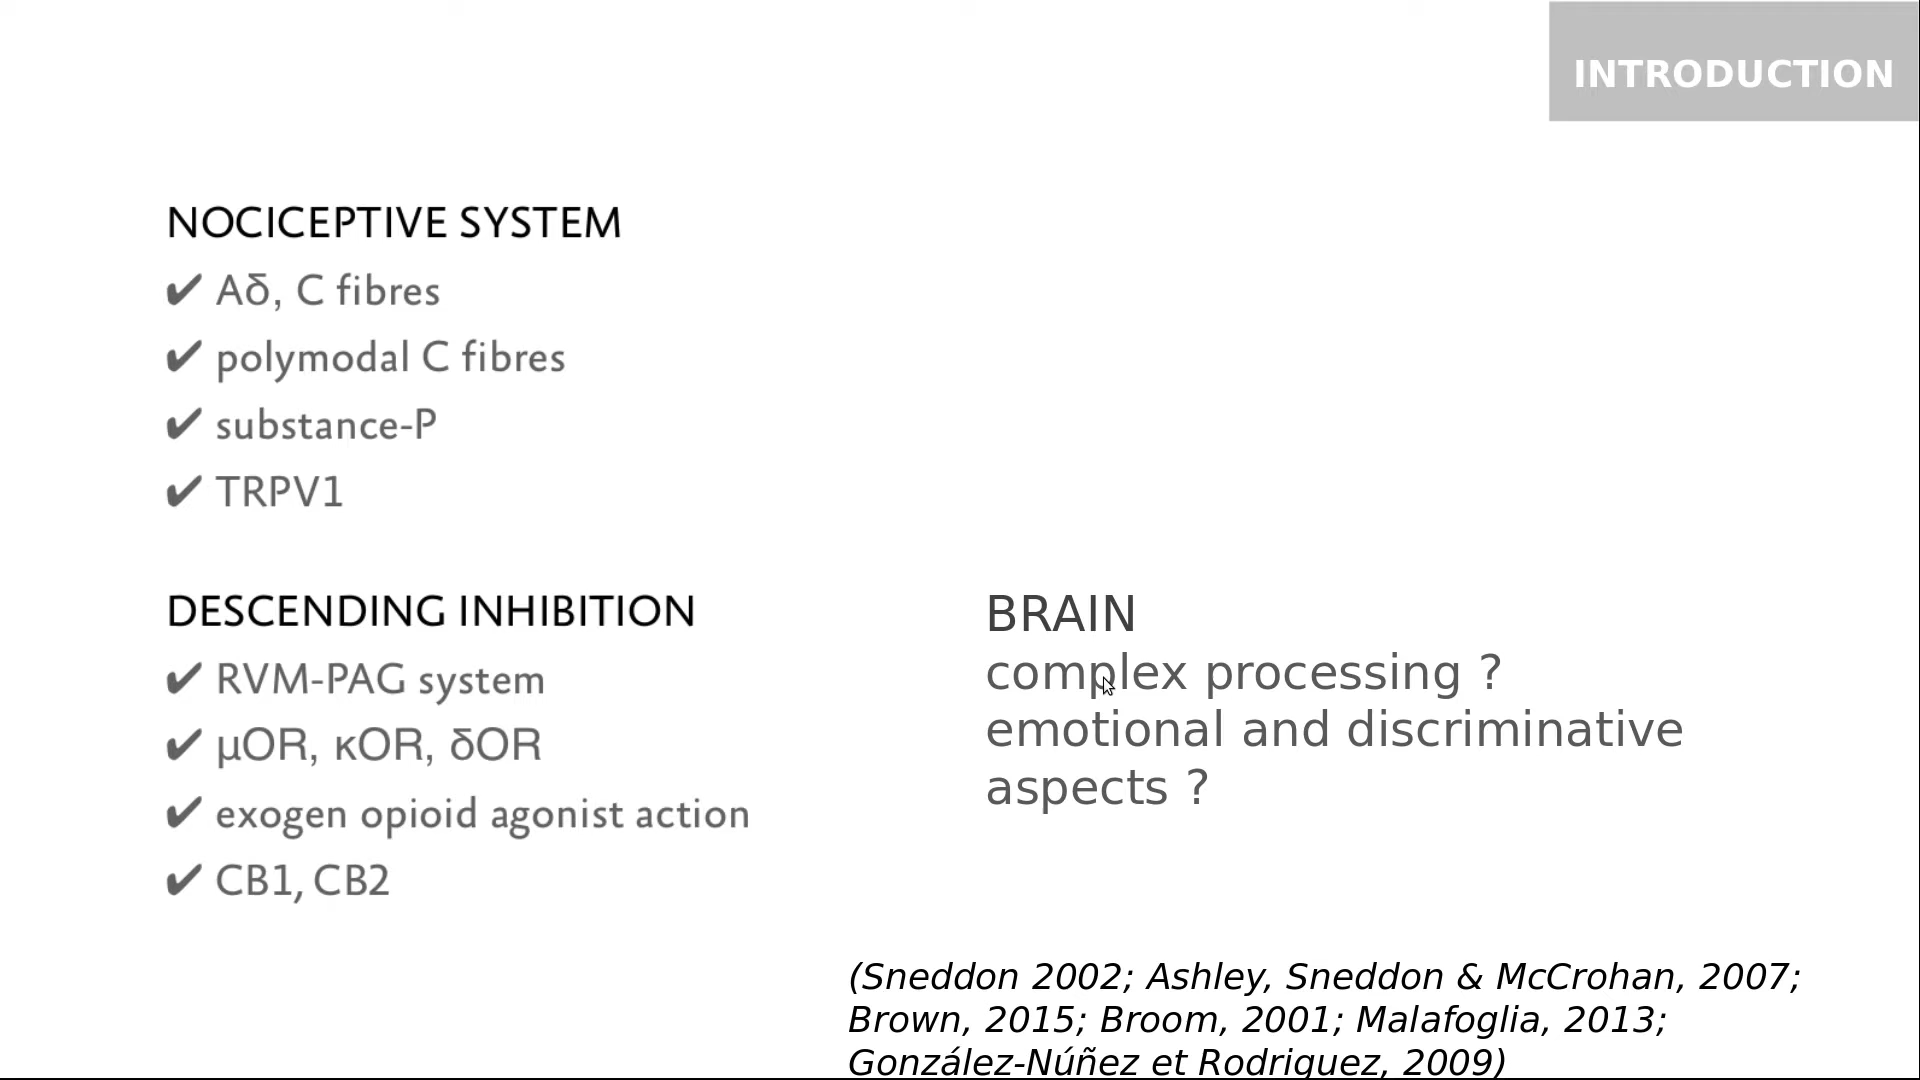 INTRODUCTION
NOCICEPTIVE SYSTEM
✔ Aδ, C fibres
✔ polymodal C fibres
✔ substance-P
✔ TRPV1
DESCENDING INHIBITION
✔ RVM-PAG system
✔ μOR, κOR, δOR
✔ exogen opioid agonist action
✔ CB1, CB2
BRAIN
complex processing ?
emotional and discriminative
aspects ?
(Sneddon 2002; Ashley, Sneddon & McCrohan, 2007;
Brown, 2015; Broom, 2001; Malafoglia, 2013;
González-Núñez et Rodriguez, 2009)